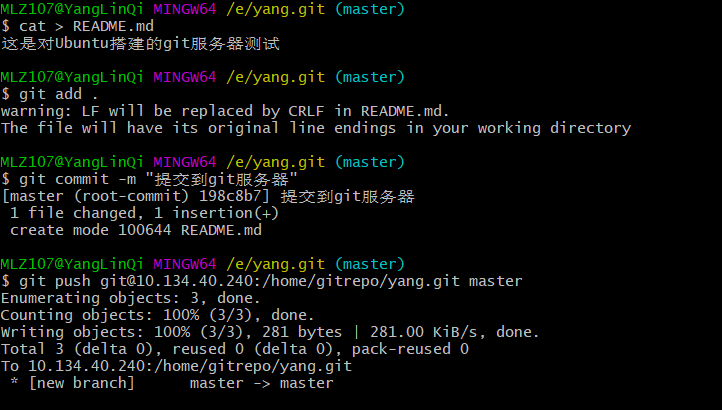 MLZ107@YangLinQi MINGW64 /e/yang.git (master)
$ cat > README.md
这是对Ubuntu搭建的git服务器测试
MLZ107@YangLinQi MINGW64 /e/yang.git (master)
$ git add .
warning: LF will be replaced by CRLF in README.md.
The file will have its original line endings in your working directory
MLZ107@YangLinQi MINGW64 /e/yang.git (master)
$ git commit -m "提交到git服务器"
[master (root-commit) 198c8b7] 提交到git服务器
 1 file changed, 1 insertion(+)
 create mode 100644 README.md
MLZ107@YangLinQi MINGW64 /e/yang.git (master)
$ git push git@10.134.40.240:/home/gitrepo/yang.git master
Enumerating objects: 3, done.
Counting objects: 100% (3/3), done.
Writing objects: 100% (3/3), 281 bytes | 281.00 KiB/s, done.
Total 3 (delta 0), reused 0 (delta 0), pack-reused 0
To 10.134.40.240:/home/gitrepo/yang.git
 * [new branch]      master -> master